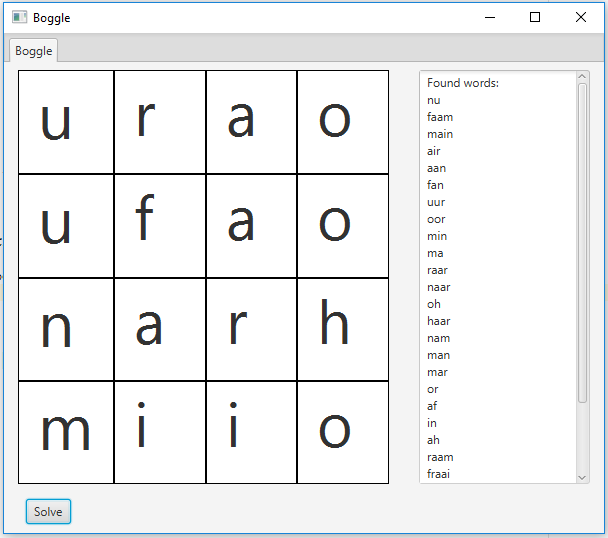 Boggle
Boggle
u r a o
u f a o
n a r h
m i i o
Found words:
nu
faam
main
air
aan
fan
uur
oor
min
ma
raar
naar
oh
haar
nam
man
mar
or
af
in
ah
raam
fraai
Solve